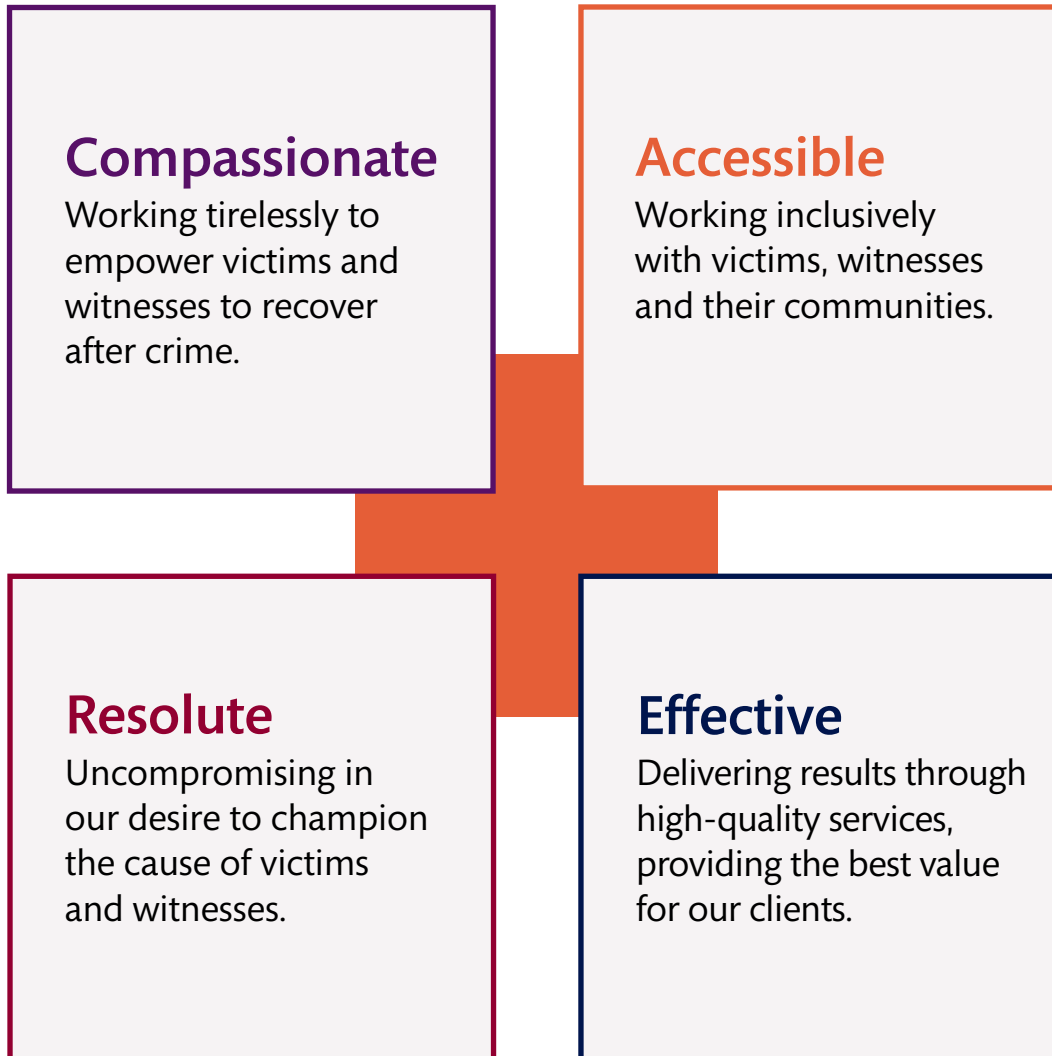 Compassionate
Working tirelessly to
empower victims and
witnesses to recover
after crime.
Accessible
Working inclusively
with victims, witnesses
and their communities.
Resolute
Uncompromising in
our desire to champion
the cause of victims
and witnesses.
Effective
Delivering results through
high-quality services,
providing the best value
for our clients.